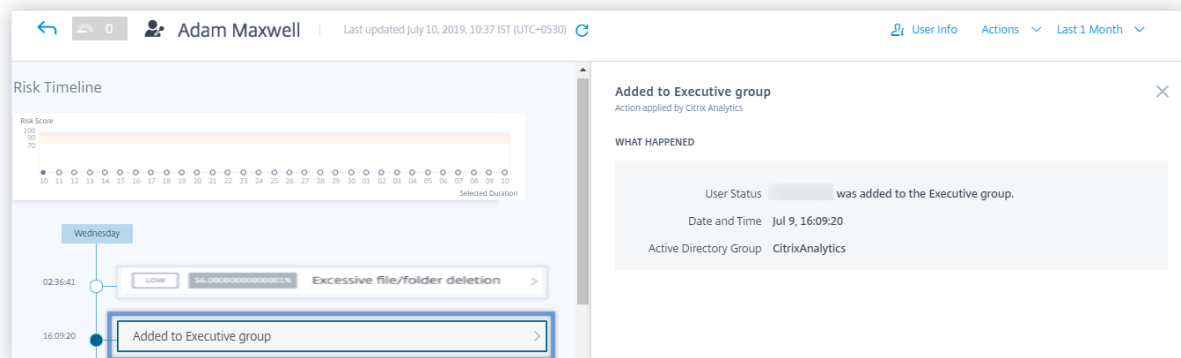 0 Adam Maxwell Last updated July 10, 2019, 10:37 IST (UTC+0530) User Info Actions Last 1 Month
Risk Timeline
Risk Score
100
90
70
10 11 12 13 14 15 16 17 18 19 20 21 22 23 24 25 26 27 28 29 30 01 02 03 04 05 06 07 08 09 10
Selected Duration
Wednesday
02:36:41 LOW 56.00000000000001% Excessive file/folder deletion
16:09:20 Added to Executive group
Added to Executive group
Action applied by Citrix Analytics
WHAT HAPPENED
User Status was added to the Executive group.
Date and Time Jul 9, 16:09:20
Active Directory Group CitrixAnalytics